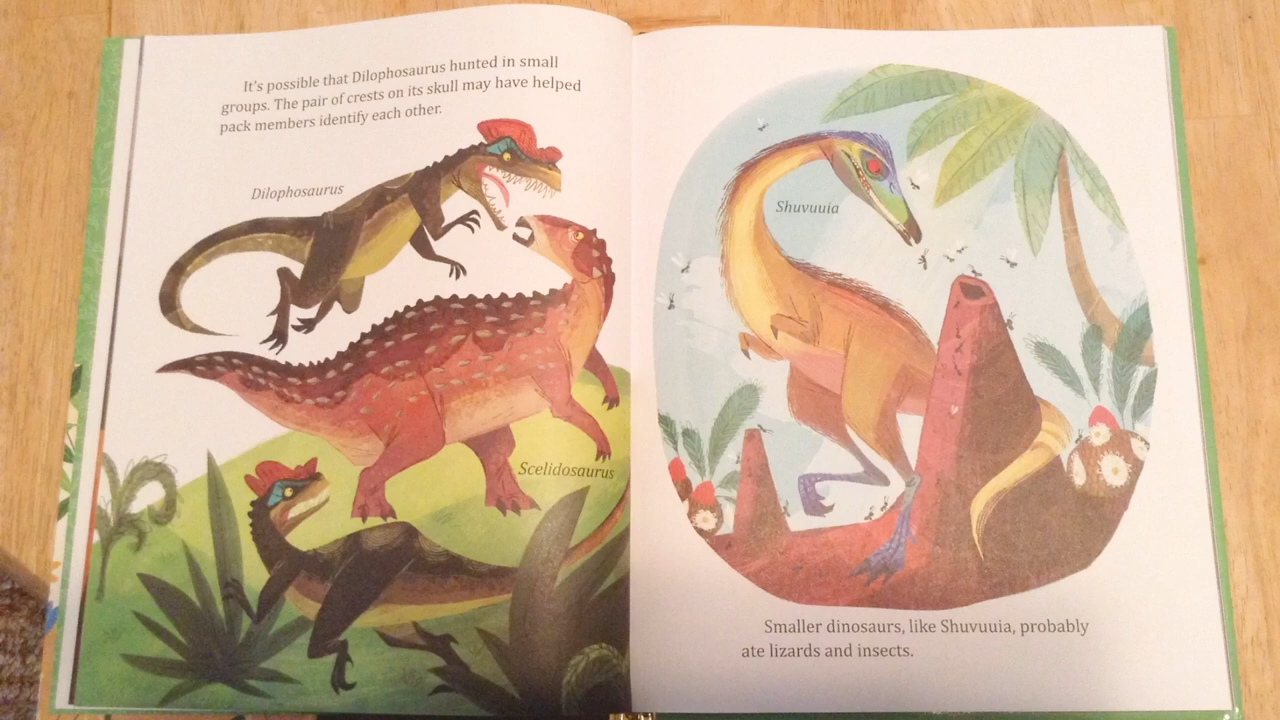 It's possible that Dilophosaurus hunted in small
groups. The pair of crests on its skull may have helped
pack members identify each other.
Dilophosaurus
Scelidosaurus
Shuvuuia
Smaller dinosaurs, like Shuvuuia, probably
ate lizards and insects.